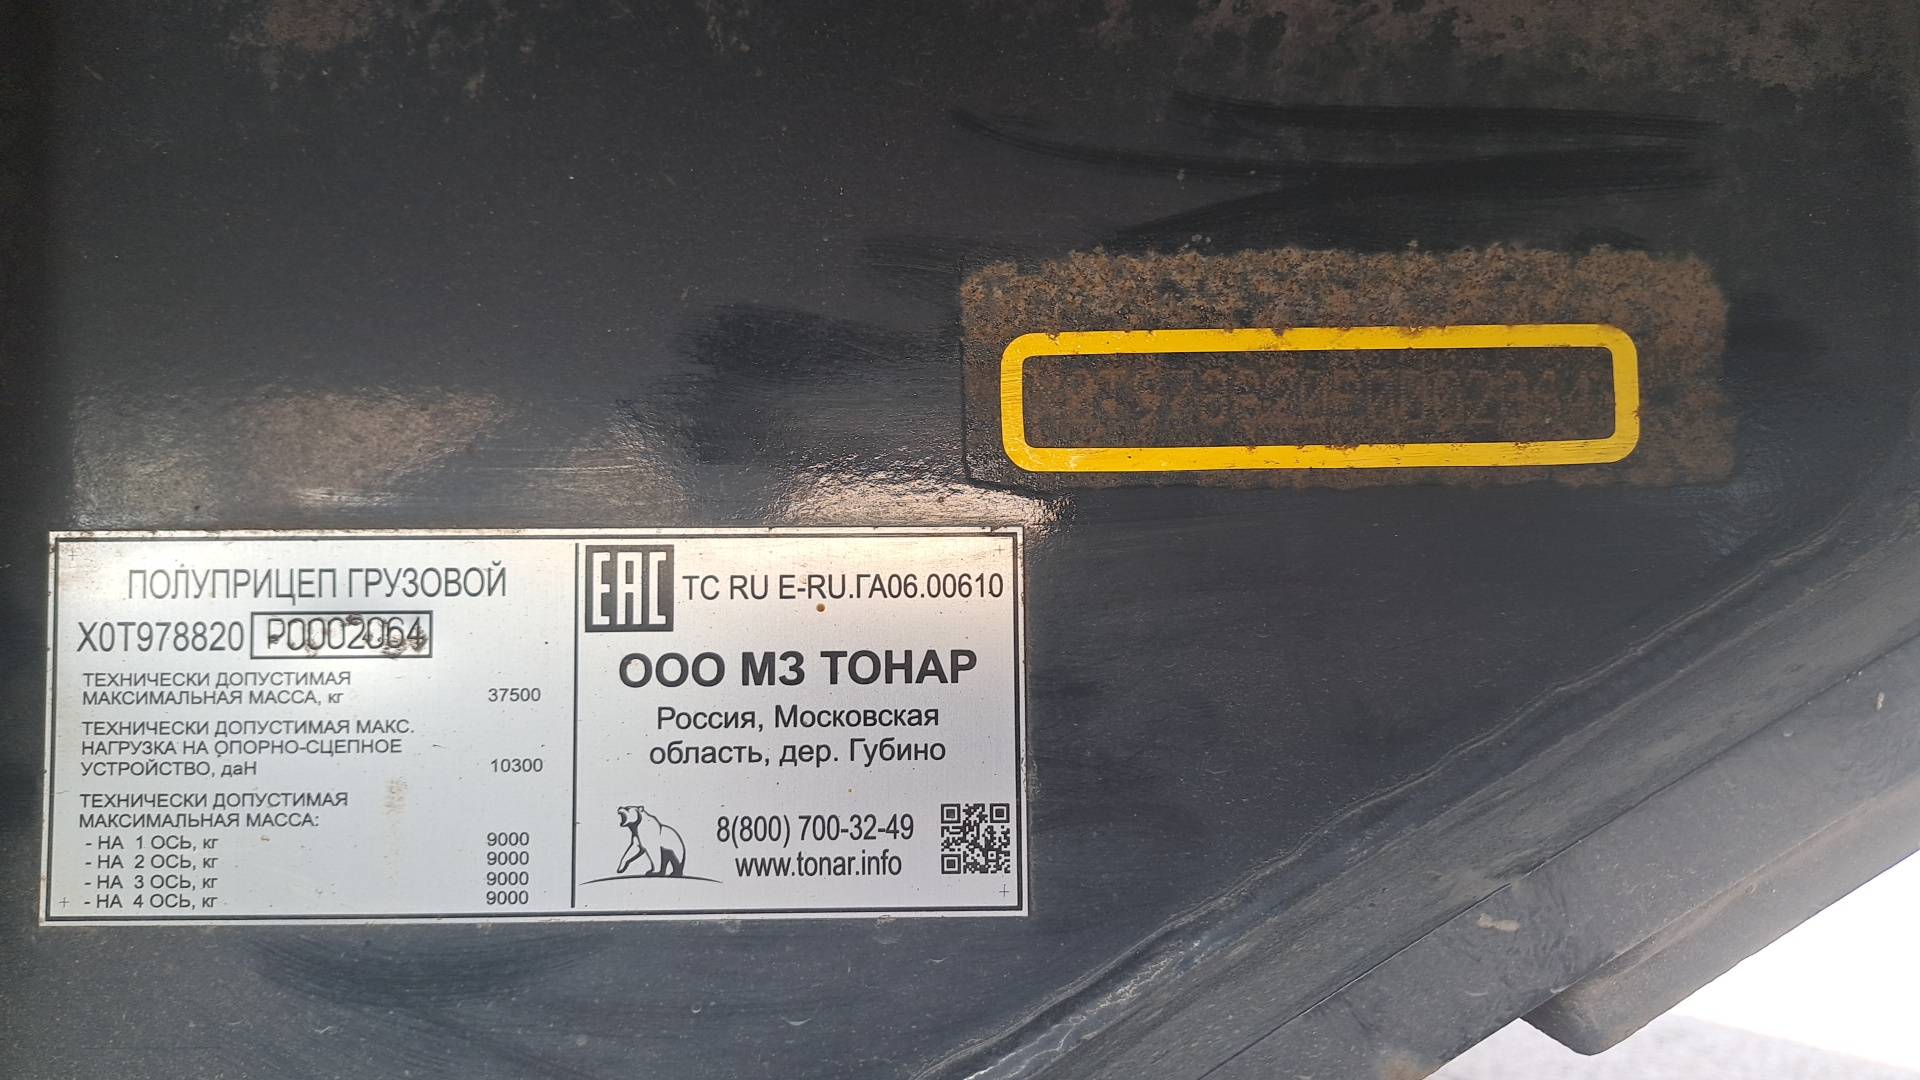 ПОЛУПРИЦЕП ГРУЗОВОЙ
X0T978820 P0002064
ТЕХНИЧЕСКИ ДОПУСТИМАЯ
МАКСИМАЛЬНАЯ МАССА, кг 37500
ТЕХНИЧЕСКИ ДОПУСТИМАЯ МАКС.
НАГРУЗКА НА ОПОРНО-СЦЕПНОЕ
УСТРОЙСТВО, даН 10300
ТЕХНИЧЕСКИ ДОПУСТИМАЯ
МАКСИМАЛЬНАЯ МАССА:
- НА 1 ОСЬ, кг 9000
- НА 2 ОСЬ, кг 9000
- НА 3 ОСЬ, кг 9000
- НА 4 ОСЬ, кг 9000
EAC TC RU E-RU.ГА06.00610
ООО МЗ ТОНАР
Россия, Московская
область, дер. Губино
8(800) 700-32-49
www.tonar.info